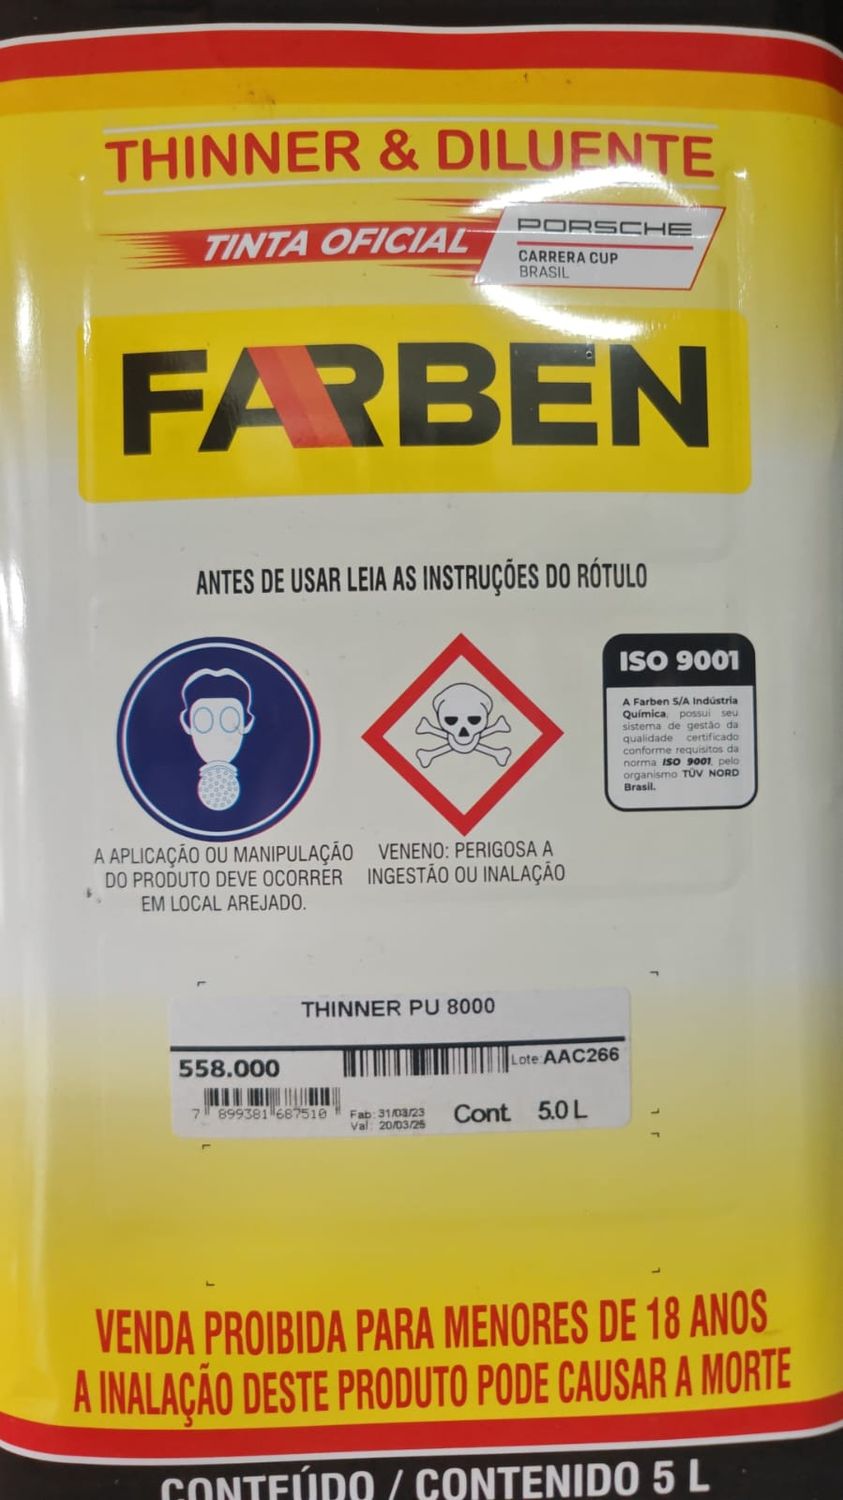 THINNER & DILUENTE
TINTA OFICIAL
PORSCHE
CARRERA CUP
BRASIL
FARBEN
ANTES DE USAR LEIA AS INSTRUÇÕES DO RÓTULO
ISO 9001
A Farben S/A Indústria
Química, possui seu
sistema de gestão da
qualidade certificado
conforme requisitos da
norma ISO 9001, pelo
organismo TÜV NORD
Brasil.
A APLICAÇÃO OU MANIPULAÇÃO
DO PRODUTO DEVE OCORRER
EM LOCAL AREJADO.
VENENO: PERIGOSA A
INGESTÃO OU INALAÇÃO
THINNER PU 8000
558.000
Lote: AAC266
7 899381 687510
Fab: 31/03/23
Val: 20/03/25
Cont. 5.0 L
VENDA PROIBIDA PARA MENORES DE 18 ANOS
A INALAÇÃO DESTE PRODUTO PODE CAUSAR A MORTE
CONTEÚDO / CONTENIDO 5 L